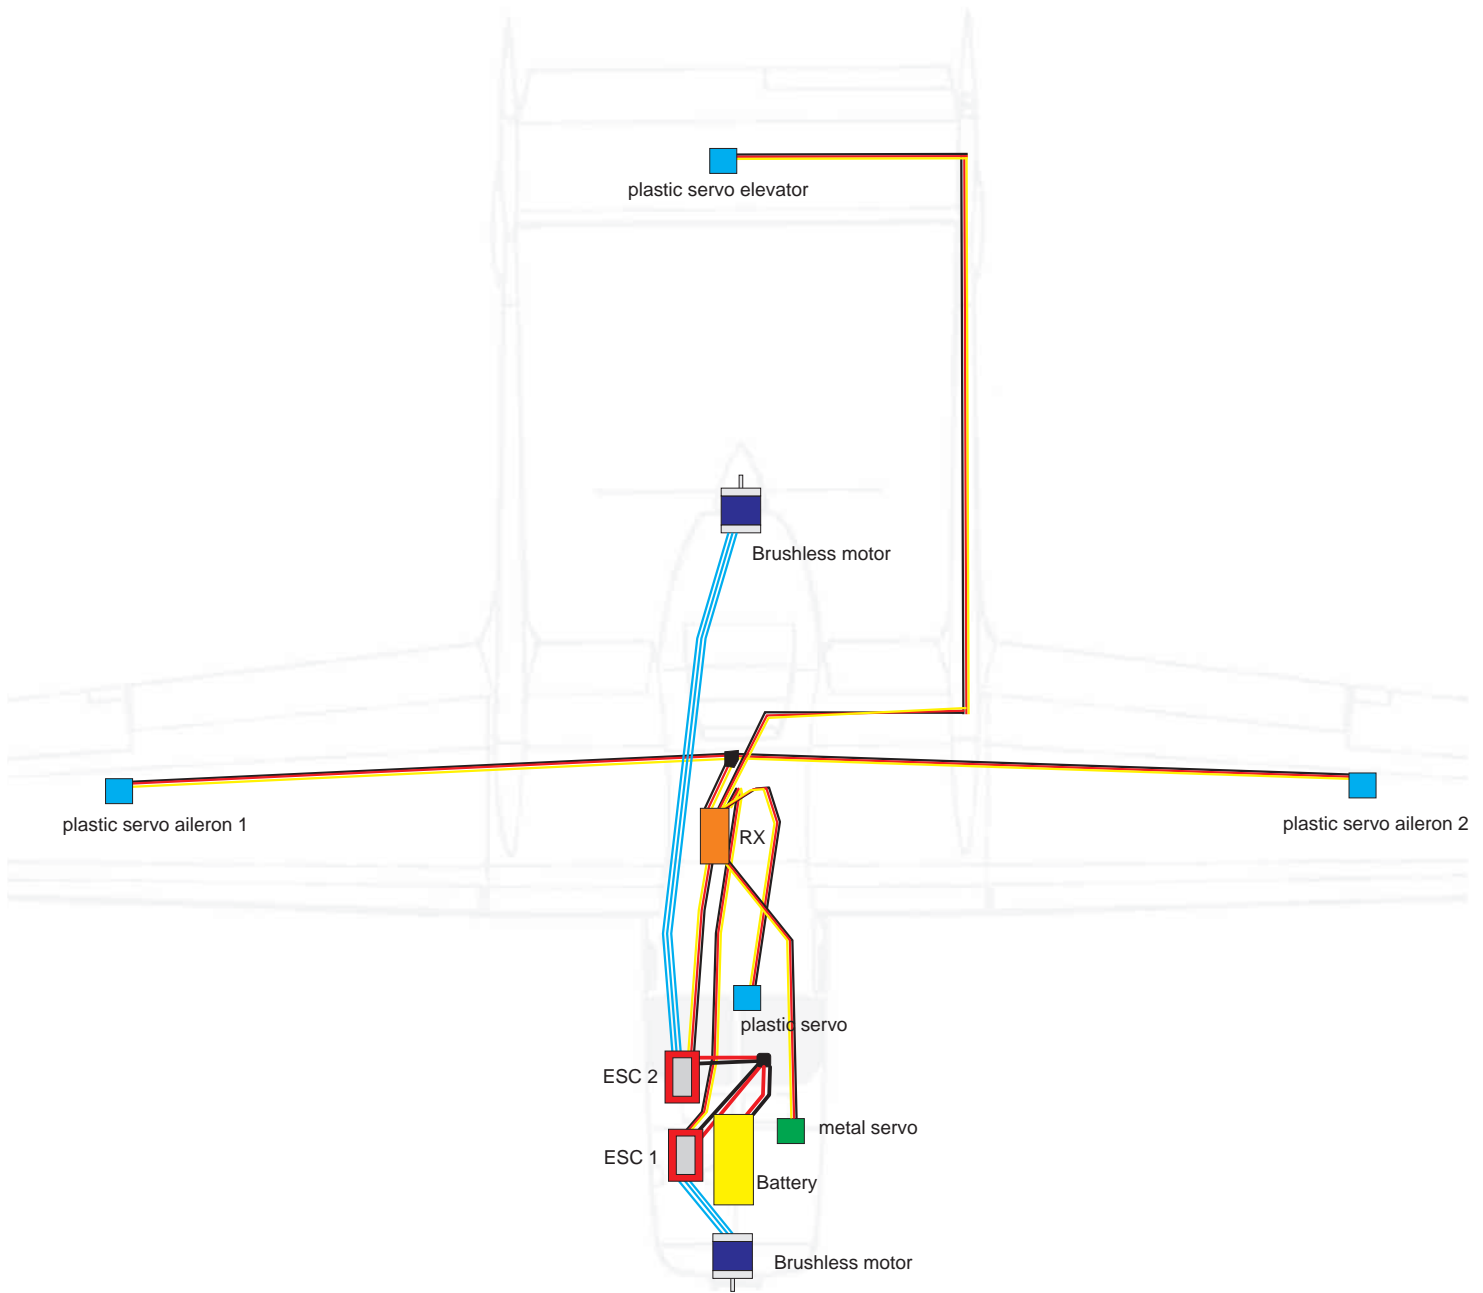 plastic servo elevator
Brushless motor
plastic servo aileron 1
RX
plastic servo aileron 2
plastic servo
ESC 2
metal servo
ESC 1
Battery
Brushless motor